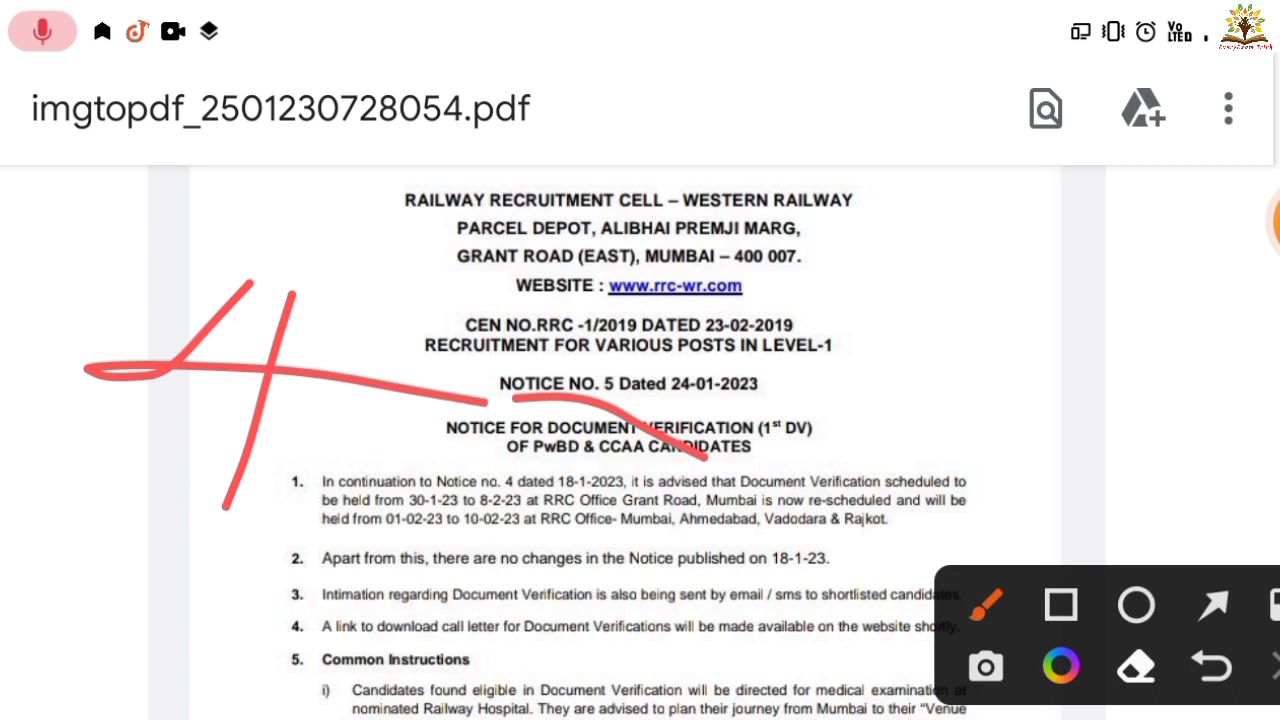 Vo
LTED
EveryExam Trick
imgtopdf_2501230728054.pdf
RAILWAY RECRUITMENT CELL – WESTERN RAILWAY
PARCEL DEPOT, ALIBHAI PREMJI MARG,
GRANT ROAD (EAST), MUMBAI – 400 007.
WEBSITE : www.rrc-wr.com
CEN NO.RRC -1/2019 DATED 23-02-2019
RECRUITMENT FOR VARIOUS POSTS IN LEVEL-1
NOTICE NO. 5 Dated 24-01-2023
NOTICE FOR DOCUMENT VERIFICATION (1st DV)
OF PwBD & CCAA CANDIDATES
1. In continuation to Notice no. 4 dated 18-1-2023, it is advised that Document Verification scheduled to
be held from 30-1-23 to 8-2-23 at RRC Office Grant Road, Mumbai is now re-scheduled and will be
held from 01-02-23 to 10-02-23 at RRC Office- Mumbai, Ahmedabad, Vadodara & Rajkot.
2. Apart from this, there are no changes in the Notice published on 18-1-23.
3. Intimation regarding Document Verification is also being sent by email / sms to shortlisted candidates.
4. A link to download call letter for Document Verifications will be made available on the website shortly.
5. Common Instructions
i) Candidates found eligible in Document Verification will be directed for medical examination at
nominated Railway Hospital. They are advised to plan their journey from Mumbai to their "Venue